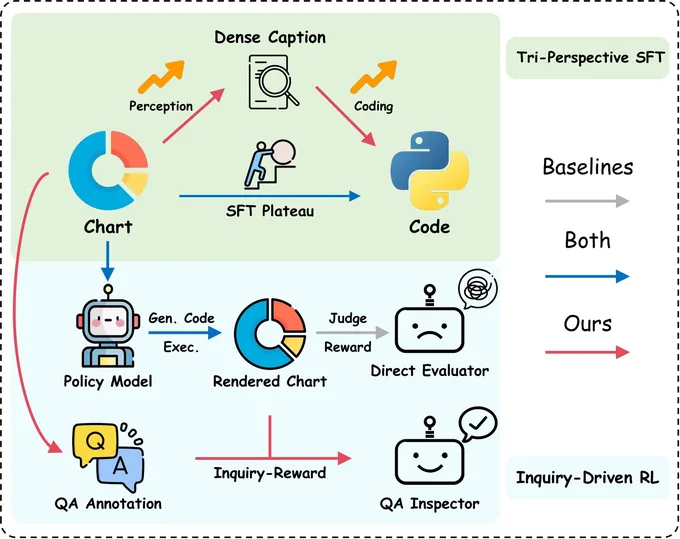 Dense Caption
Tri-Perspective SFT
Perception
Coding
SFT Plateau
Chart
Code
Baselines
Both
Ours
Gen. Code
Exec.
Judge
Reward
Policy Model
Rendered Chart
Direct Evaluator
Q
A
Inquiry-Reward
QA Annotation
QA Inspector
Inquiry-Driven RL